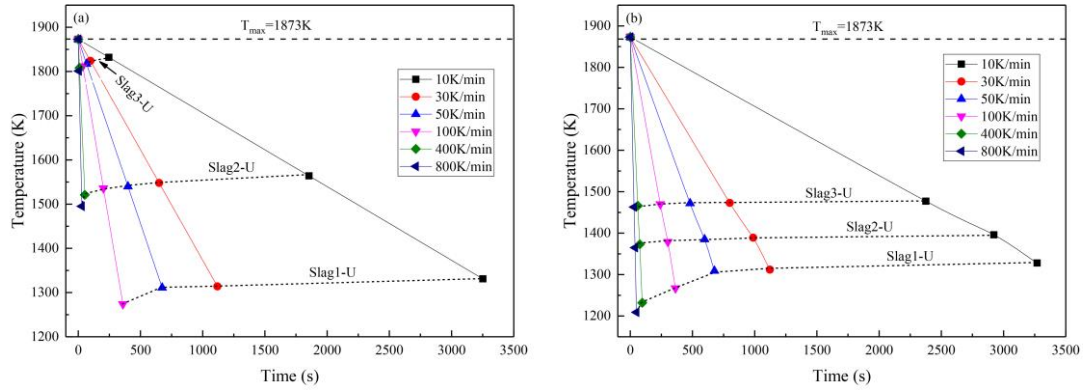 (a)
T_max=1873K
1900
1800
1700
1600
1500
1400
1300
1200
Temperature (K)
0 500 1000 1500 2000 2500 3000 3500
Time (s)
Slag3-U
Slag2-U
Slag1-U
10K/min
30K/min
50K/min
100K/min
400K/min
800K/min
(b)
T_max=1873K
1900
1800
1700
1600
1500
1400
1300
1200
Temperature (K)
0 500 1000 1500 2000 2500 3000 3500
Time (s)
10K/min
30K/min
50K/min
100K/min
400K/min
800K/min
Slag3-U
Slag2-U
Slag1-U